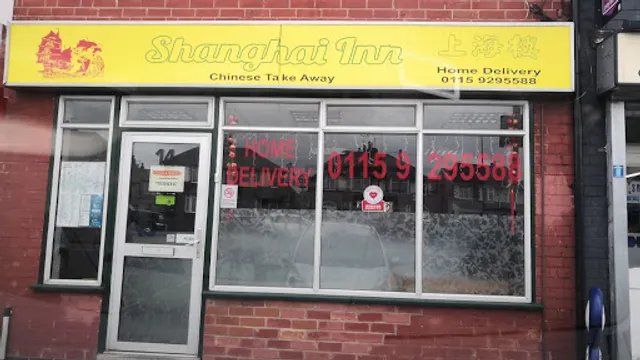 Shanghai Inn
Chinese Take Away
上海楼
Home Delivery
0115 9295588
HOME
DELIVERY
0115 9 295588
14